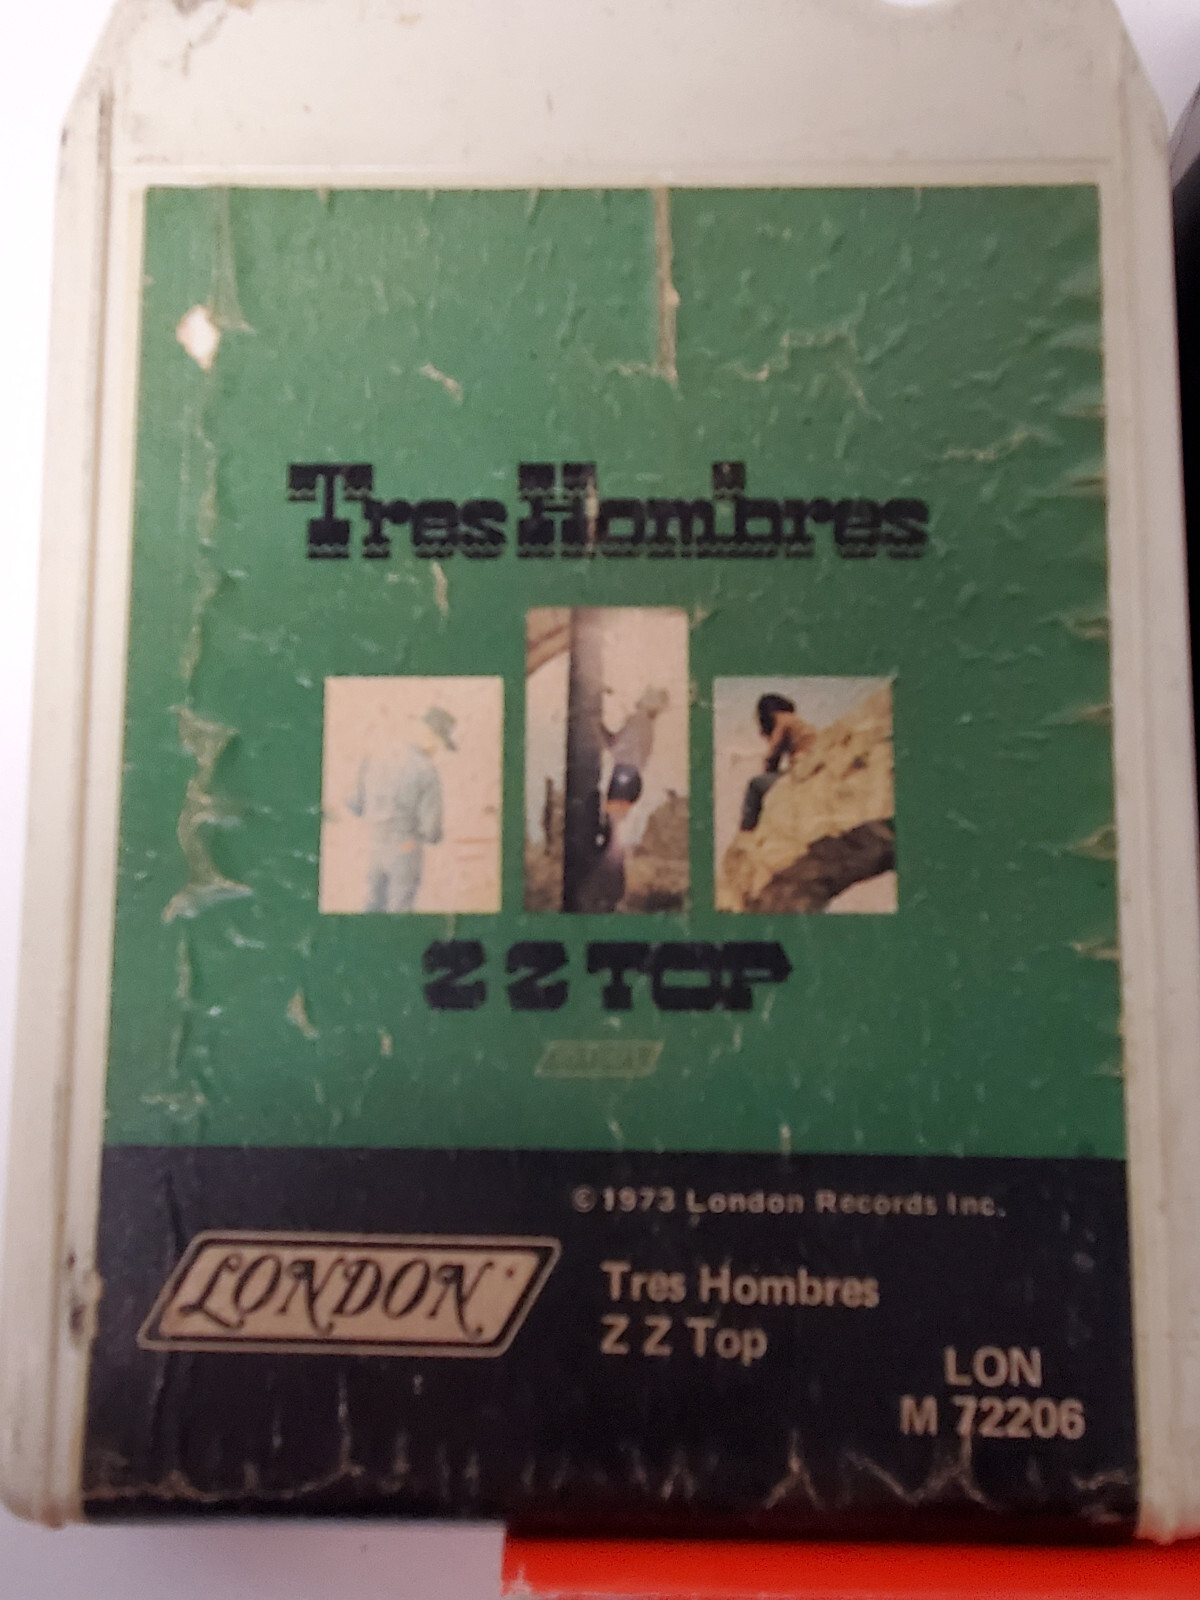 Tres Hombres
Z Z TOP
© 1973 London Records Inc.
LONDON
Tres Hombres
Z Z Top
LON
M 72206